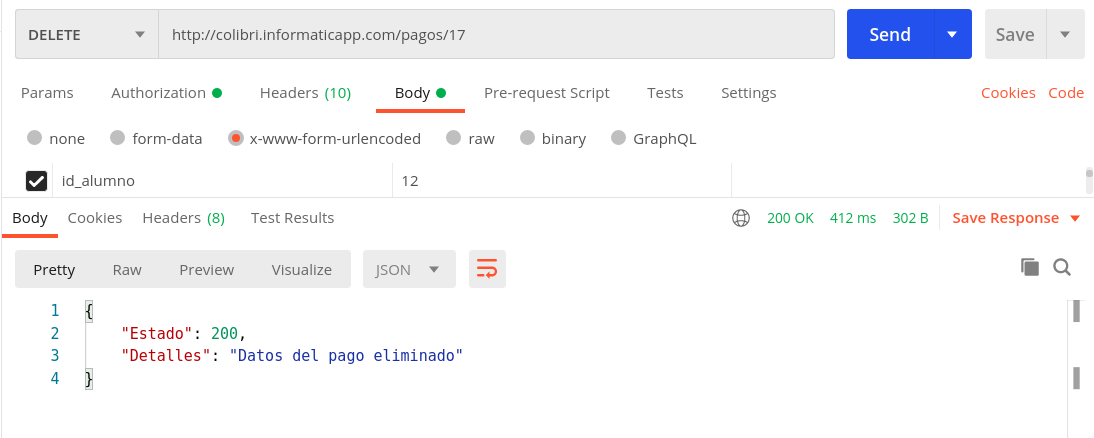 DELETE http://colibri.informaticapp.com/pagos/17 Send Save
Params Authorization Headers (10) Body Pre-request Script Tests Settings Cookies Code
none form-data x-www-form-urlencoded raw binary GraphQL
id_alumno 12
Body Cookies Headers (8) Test Results 200 OK 412 ms 302 B Save Response
Pretty Raw Preview Visualize JSON
1 {
2 "Estado": 200,
3 "Detalles": "Datos del pago eliminado"
4 }